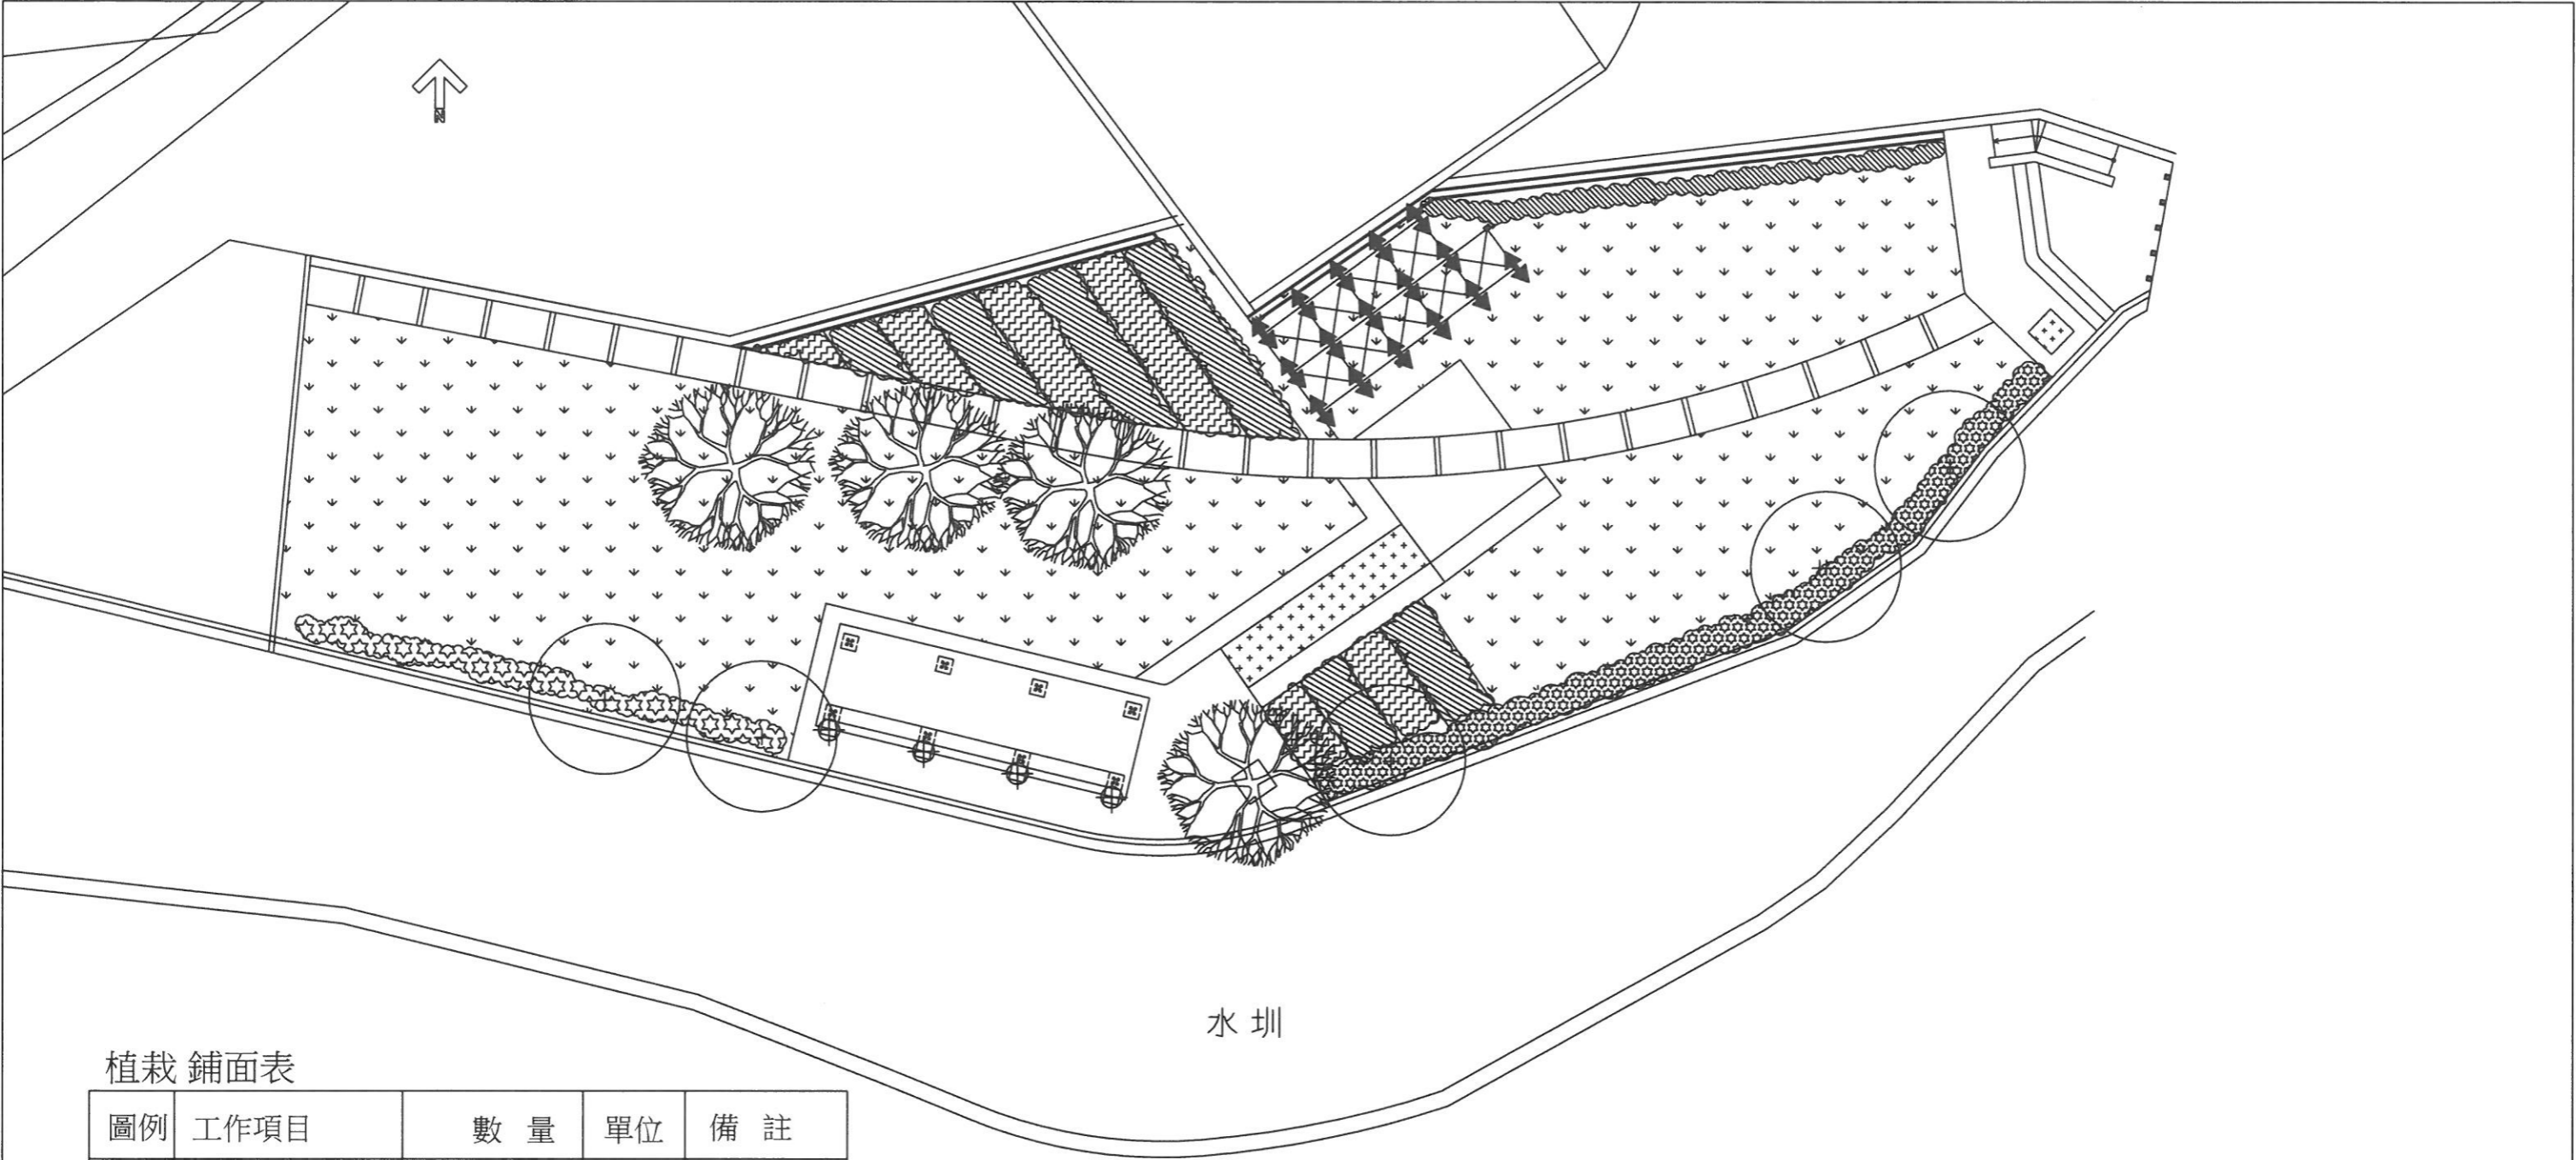 水圳
植栽 鋪面表
圖例 工作項目 數量 單位 備註